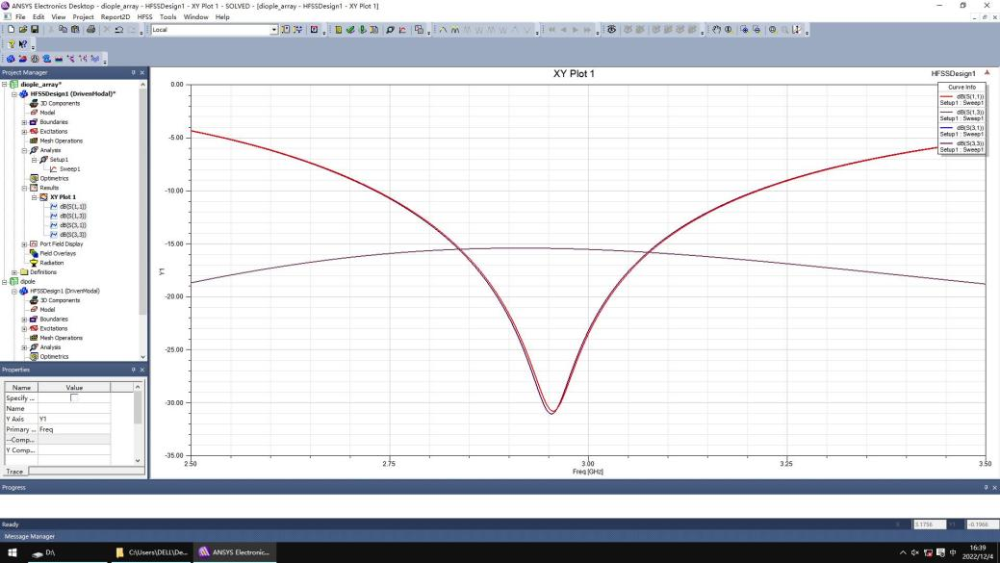 ANSYS Electronics Desktop - diople_array - HFSSDesign1 - XY Plot 1 - SOLVED - [diople_array - HFSSDesign1 - XY Plot 1]
File Edit View Project Report2D HFSS Tools Window Help
Local
Project Manager
diople_array*
HFSSDesign1 (DrivenModal)*
3D Components
Model
Boundaries
Excitations
Mesh Operations
Analysis
Setup1
Sweep1
Optimetrics
Results
XY Plot 1
dB(S(1,1))
dB(S(1,3))
dB(S(3,1))
dB(S(3,3))
Port Field Display
Field Overlays
Radiation
Definitions
dipole
HFSSDesign1 (DrivenModal)
3D Components
Model
Boundaries
Excitations
Mesh Operations
Analysis
Optimetrics
Properties
Name Value
Specify ...
Name
Y Axis Y1
Primary ... Freq
--Comp...
Y Comp...
Trace
XY Plot 1
HFSSDesign1
Curve Info
dB(S(1,1))
Setup1 : Sweep1
dB(S(1,3))
Setup1 : Sweep1
dB(S(3,1))
Setup1 : Sweep1
dB(S(3,3))
Setup1 : Sweep1
0.00
-5.00
-10.00
-15.00
-20.00
-25.00
-30.00
-35.00
Y1
2.50 2.75 3.00 3.25 3.50
Freq [GHz]
Progress
Ready
X 3.1756 Y1 -0.1966
Message Manager
D:\
C:\Users\DELL\De...
ANSYS Electronic...
中
16:39
2022/12/4